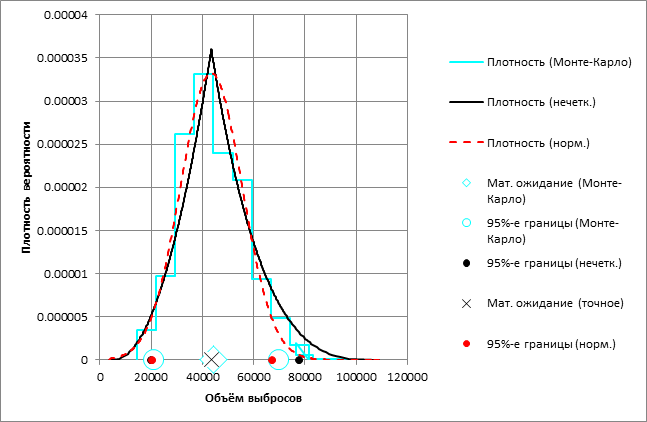 0.00004
0.000035
0.00003
0.000025
0.00002
0.000015
0.00001
0.000005
0
Плотность вероятности
0
20000
40000
60000
80000
100000
120000
Объём выбросов
Плотность (Монте-Карло)
Плотность (нечетк.)
Плотность (норм.)
Мат. ожидание (Монте-
Карло)
95%-е границы (Монте-
Карло)
95%-е границы (нечетк.)
Мат. ожидание (точное)
95%-е границы (норм.)